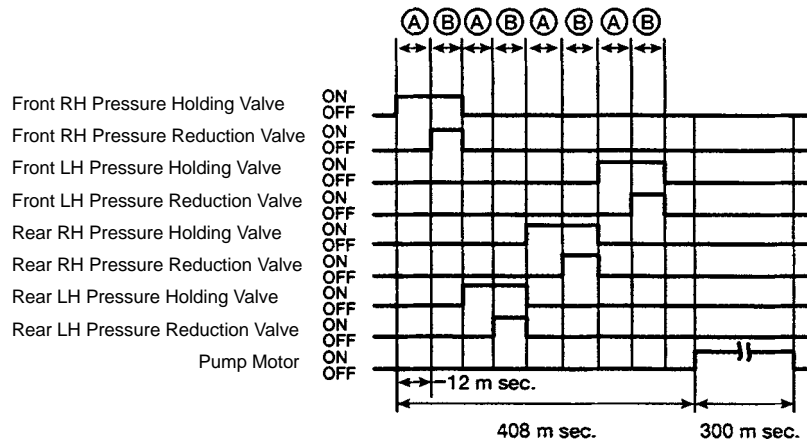 A B A B A B A B
Front RH Pressure Holding Valve ON OFF
Front RH Pressure Reduction Valve ON OFF
Front LH Pressure Holding Valve ON OFF
Front LH Pressure Reduction Valve ON OFF
Rear RH Pressure Holding Valve ON OFF
Rear RH Pressure Reduction Valve ON OFF
Rear LH Pressure Holding Valve ON OFF
Rear LH Pressure Reduction Valve ON OFF
Pump Motor ON OFF
12 m sec.
408 m sec. 300 m sec.